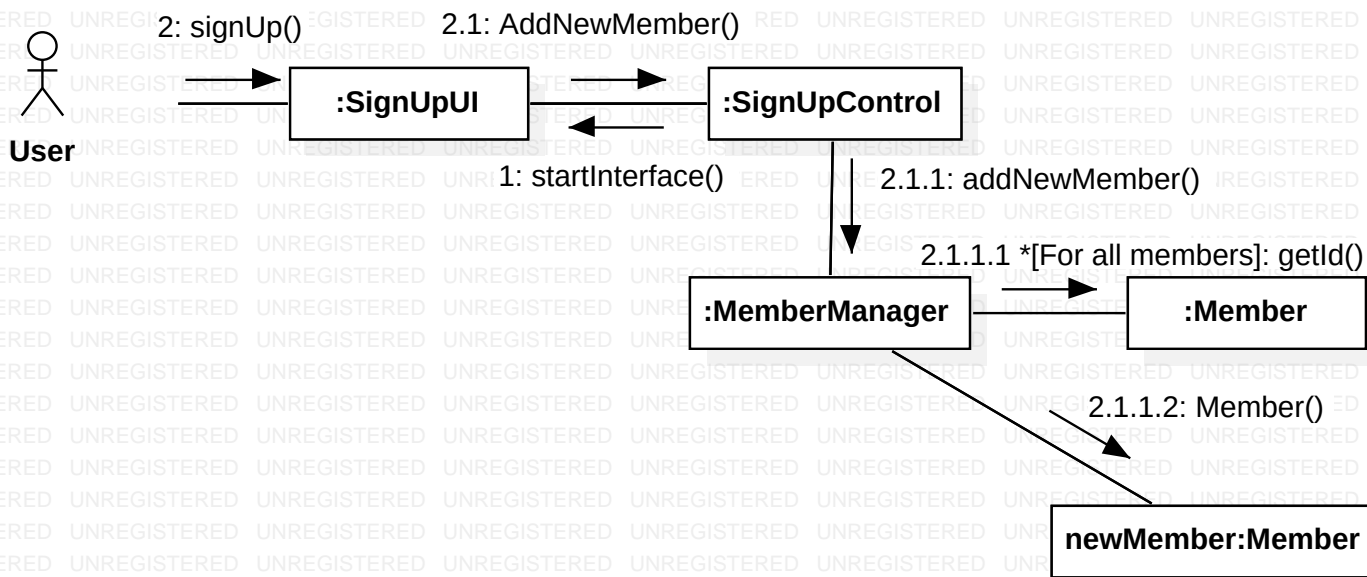 2: signUp()
2.1: AddNewMember()
:SignUpUI
:SignUpControl
User
1: startInterface()
2.1.1: addNewMember()
2.1.1.1 *[For all members]: getId()
:MemberManager
:Member
2.1.1.2: Member()
newMember:Member
UNREGISTERED